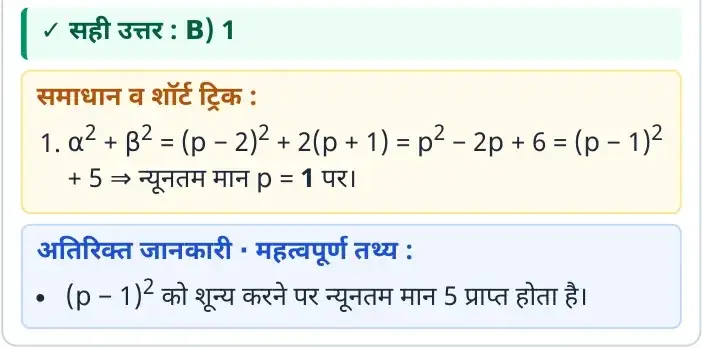 ✓ सही उत्तर : B) 1
समाधान व शॉर्ट ट्रिक :
1. α² + β² = (p − 2)² + 2(p + 1) = p² − 2p + 6 = (p − 1)²
+ 5 ⇒ न्यूनतम मान p = 1 पर।
अतिरिक्त जानकारी · महत्वपूर्ण तथ्य :
• (p − 1)² को शून्य करने पर न्यूनतम मान 5 प्राप्त होता है।